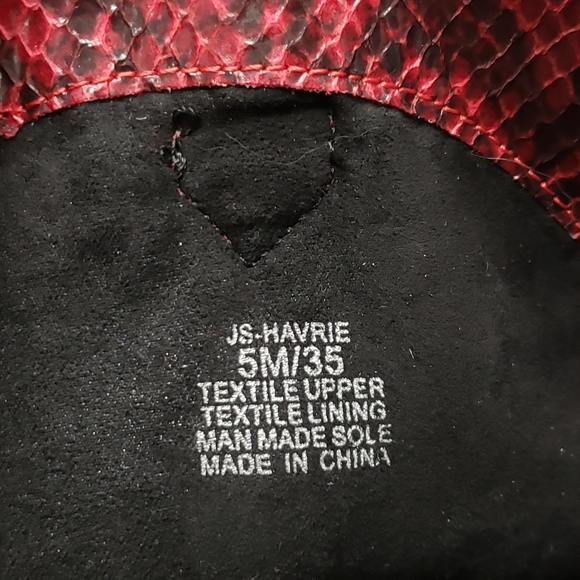 JS-HAVRIE
5M/35
TEXTILE UPPER
TEXTILE LINING
MAN MADE SOLE
MADE IN CHINA